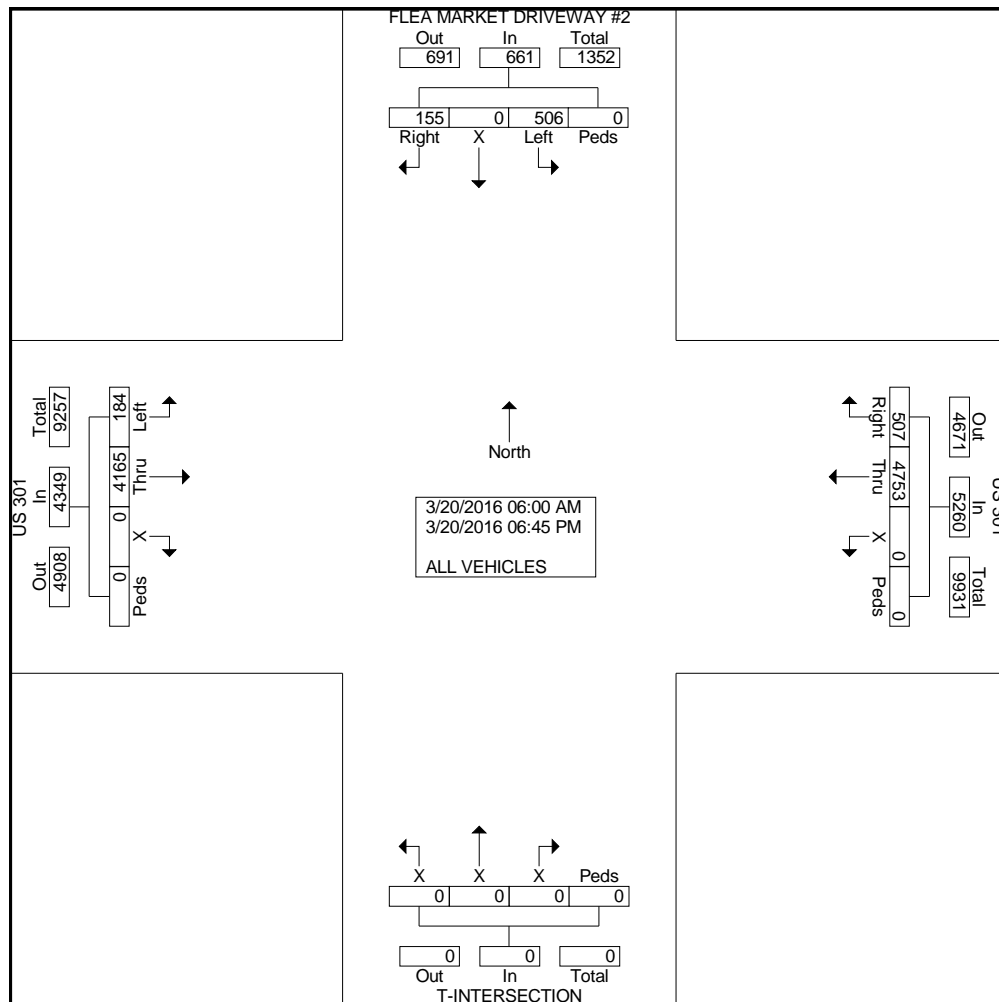 FLEA MARKET DRIVEWAY #2
Out In Total
691 661 1352
155 0 506 0
Right X Left Peds
US 301
Total In Out
9257 4349 4908
184 4165 0 0
Left Thru X Peds
North
3/20/2016 06:00 AM
3/20/2016 06:45 PM
ALL VEHICLES
Right Thru X Peds
507 4753 0 0
Out In Total
4671 5260 9931
US 301
X X X Peds
0 0 0 0
0 0 0
Out In Total
T-INTERSECTION